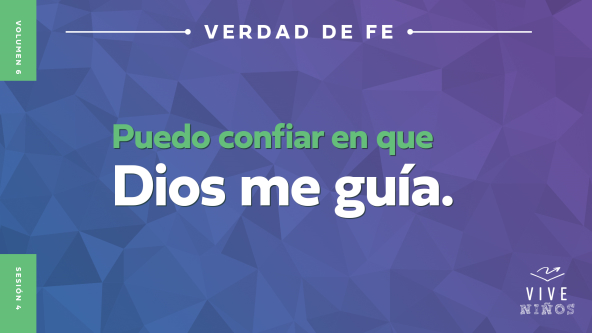 VOLUMEN 6
VERDAD DE FE
Puedo confiar en que
Dios me guía.
SESIÓN 4
VIVE
NIÑOS